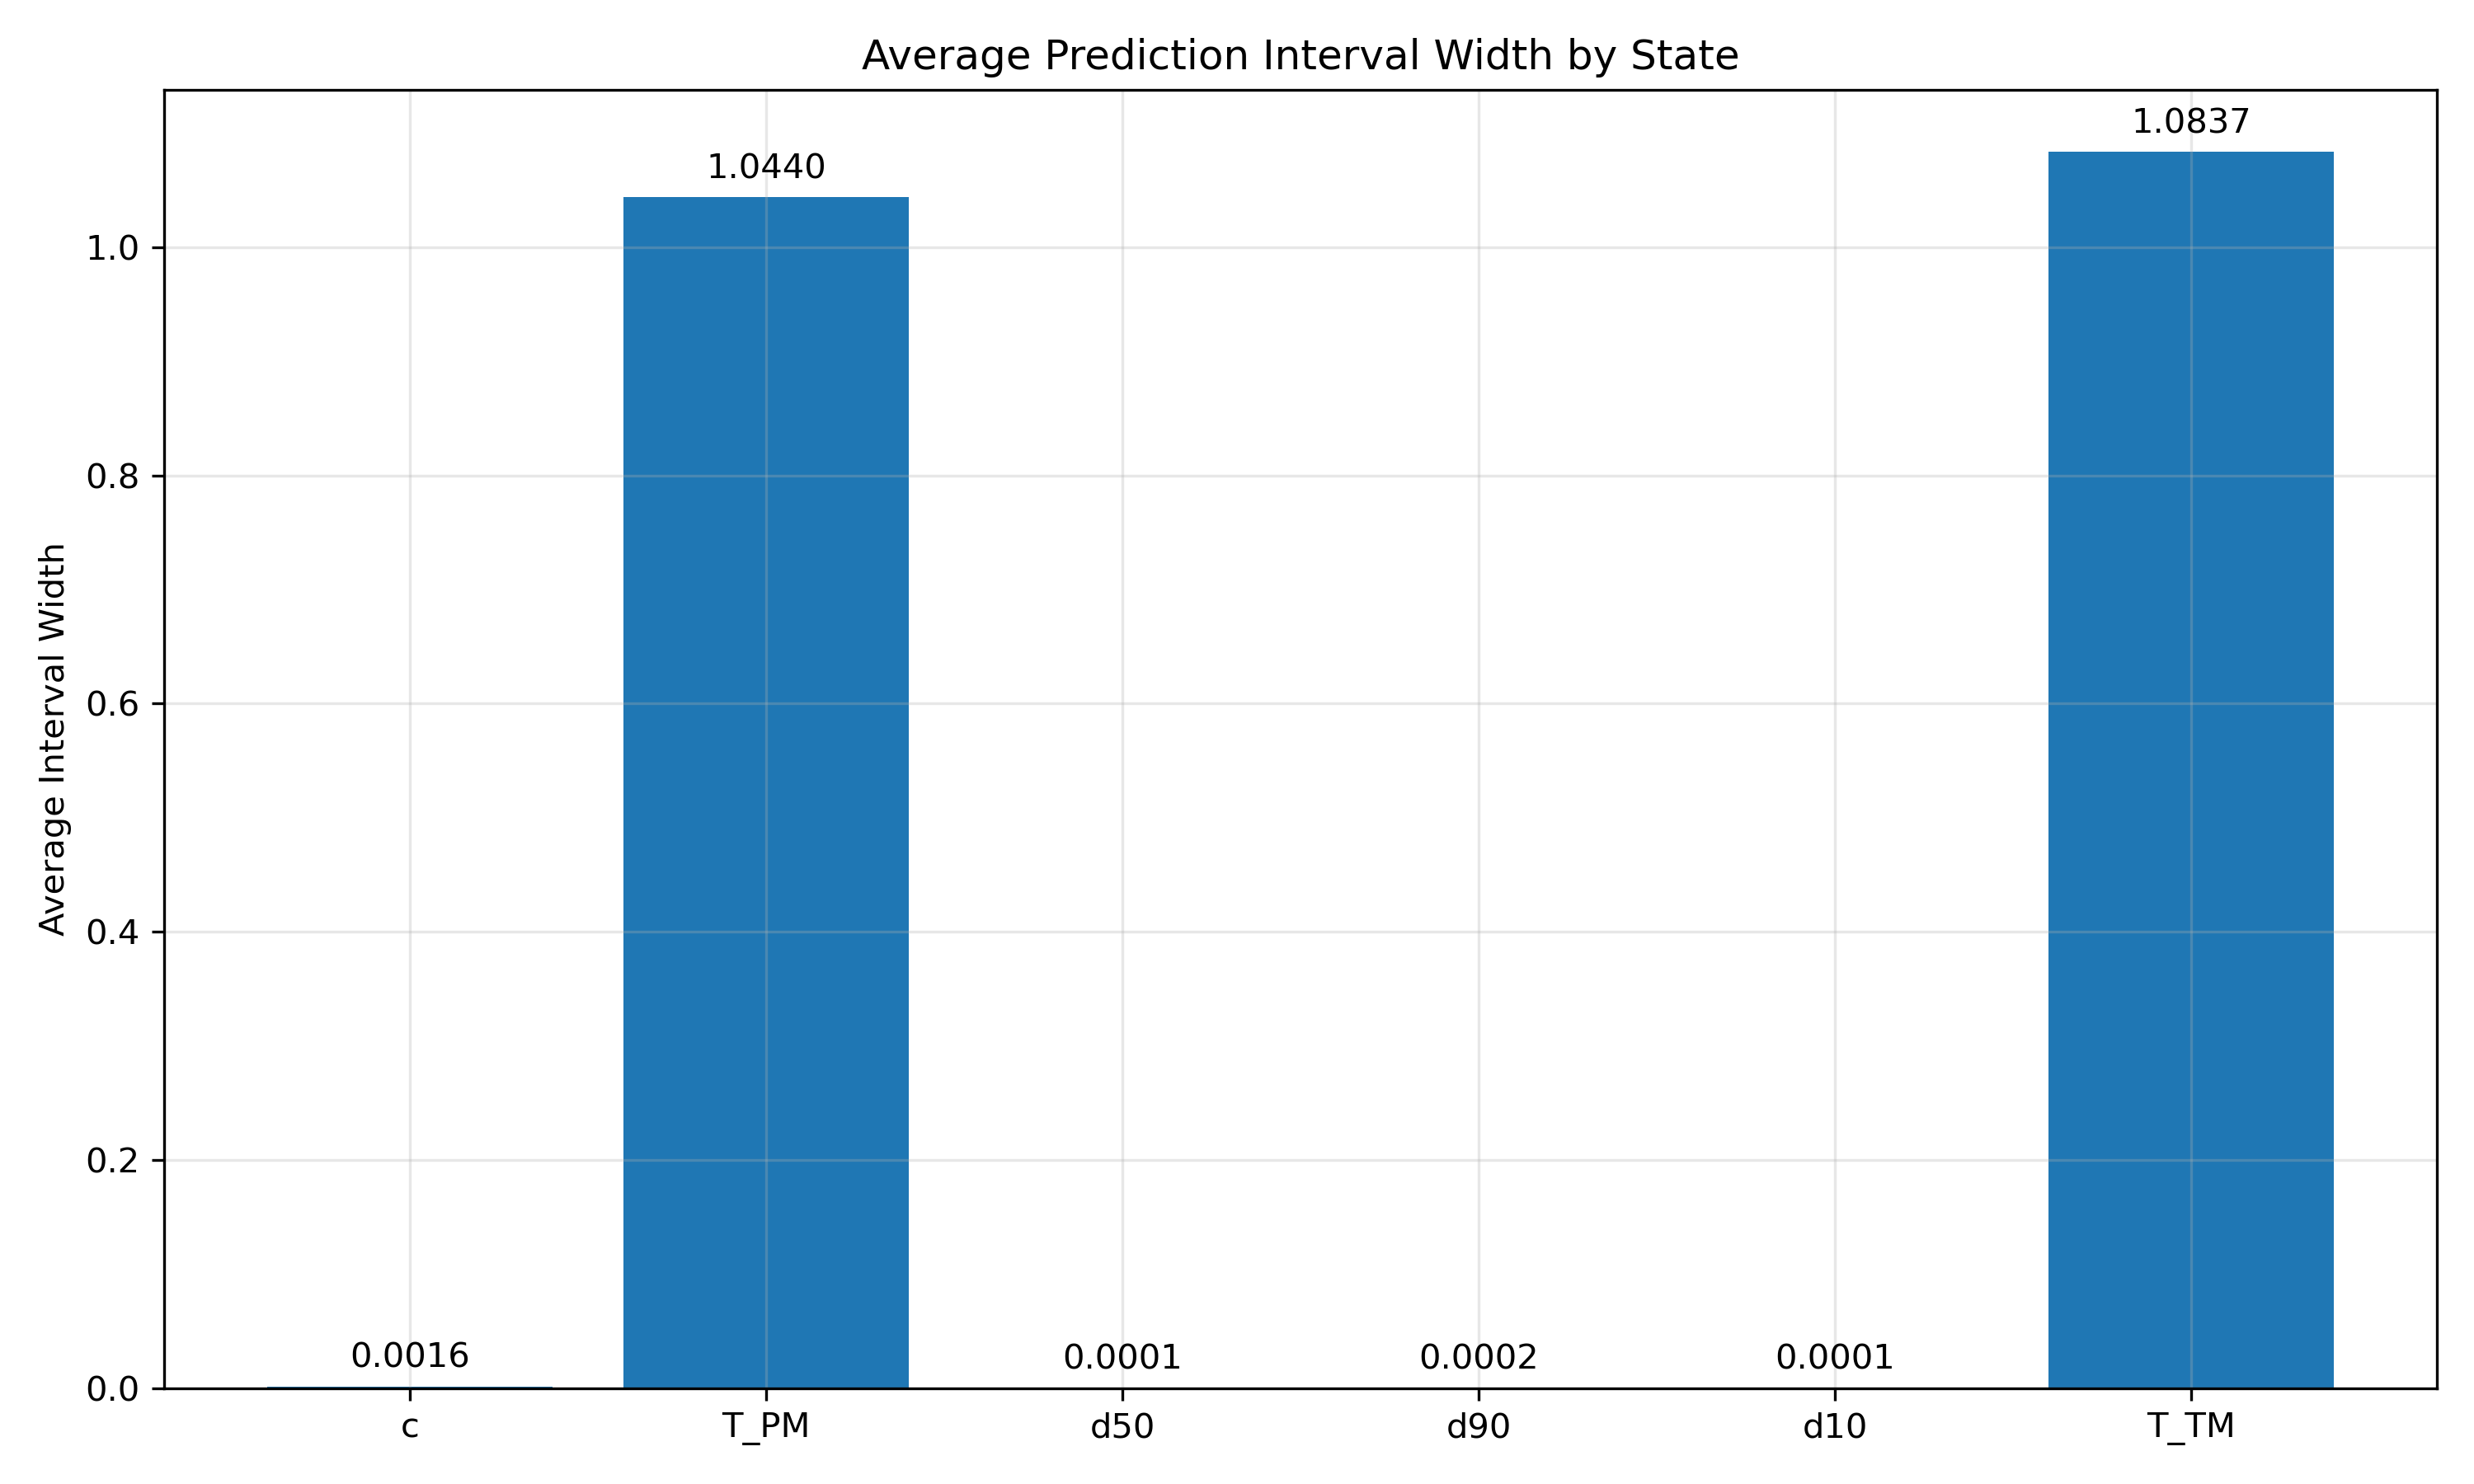 Average Prediction Interval Width by State
Average Interval Width
1.0
0.8
0.6
0.4
0.2
0.0
0.0016
1.0440
0.0001
0.0002
0.0001
1.0837
c
T_PM
d50
d90
d10
T_TM